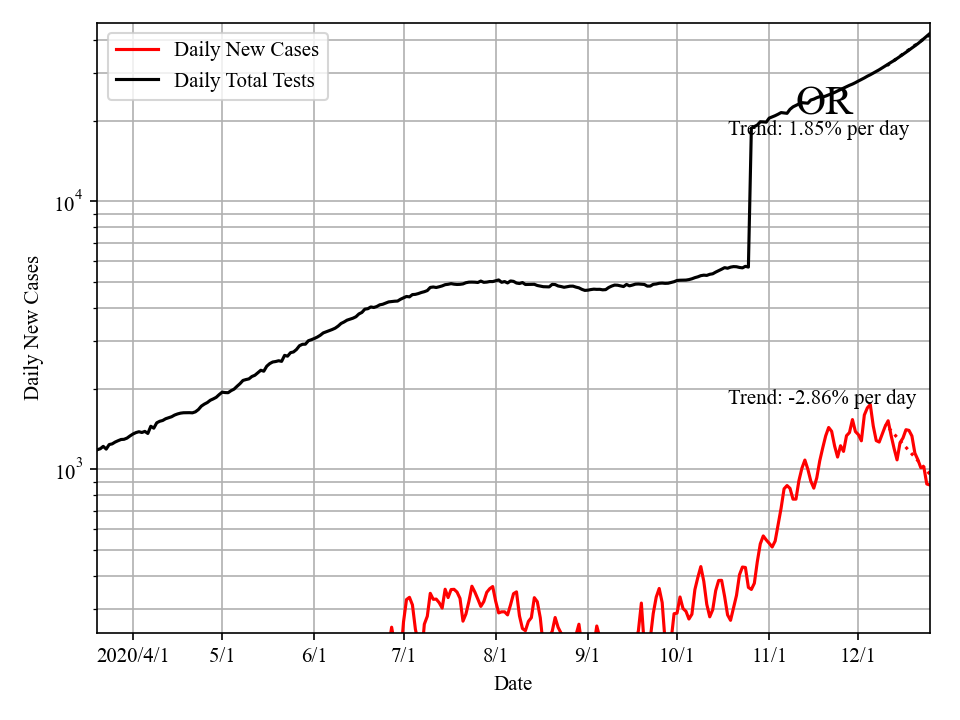 Daily New Cases
Daily Total Tests
OR
Trend: 1.85% per day
Trend: -2.86% per day
10^4
10^3
Daily New Cases
2020/4/1 5/1 6/1 7/1 8/1 9/1 10/1 11/1 12/1
Date